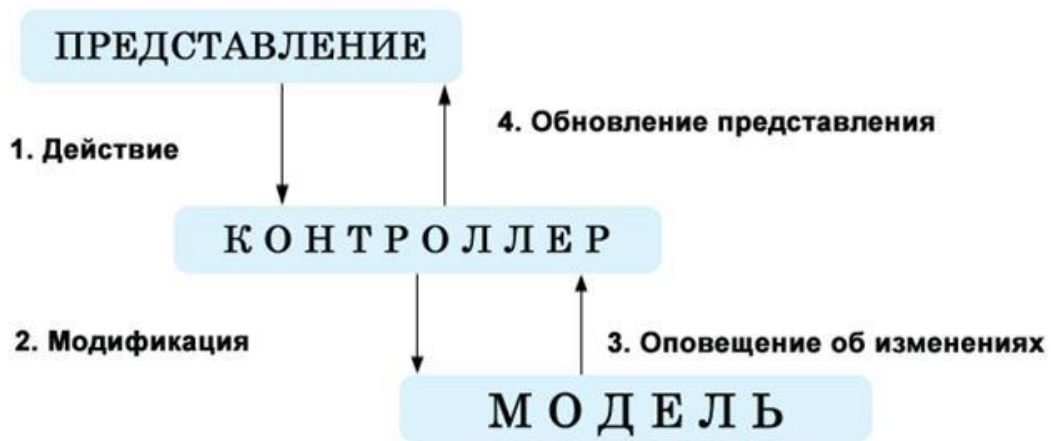 ПРЕДСТАВЛЕНИЕ
4. Обновление представления
1. Действие
КОНТРОЛЛЕР
2. Модификация
3. Оповещение об изменениях
МОДЕЛЬ